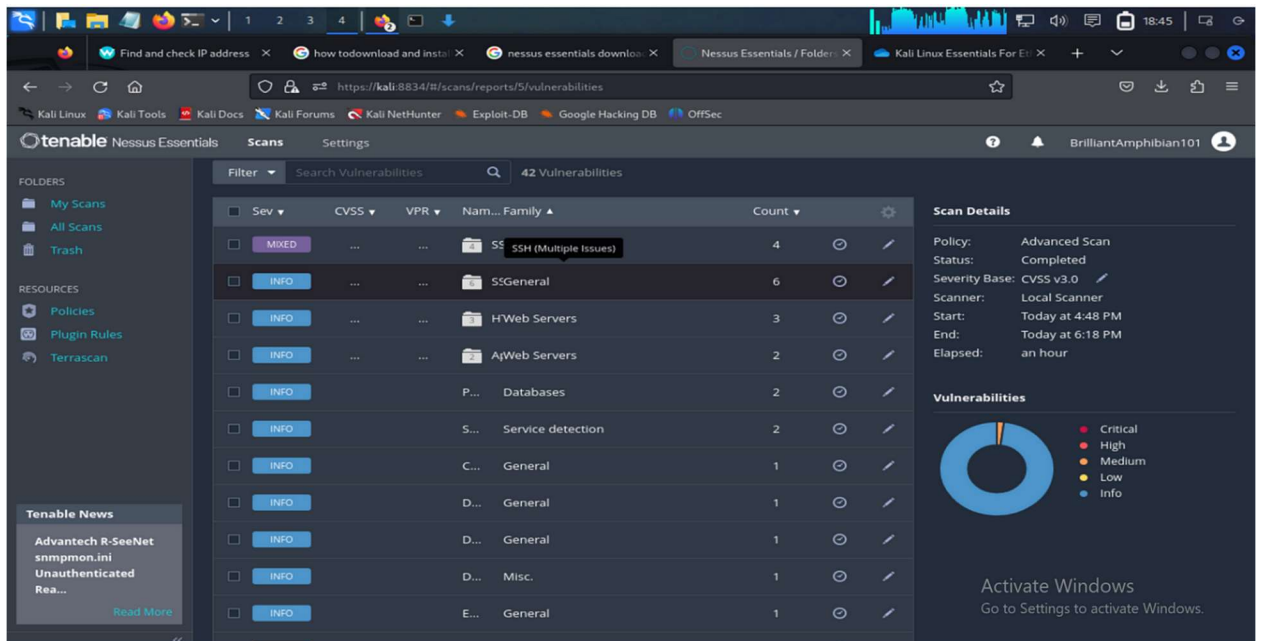 1 2 3 4 18:45
Find and check IP address
how todownload and instal
nessus essentials downloa
Nessus Essentials / Folders
Kali Linux Essentials For Et
https://kali:8834/#/scans/reports/5/vulnerabilities
Kali Linux Kali Tools Kali Docs Kali Forums Kali NetHunter Exploit-DB Google Hacking DB OffSec
tenable Nessus Essentials Scans Settings BrilliantAmphibian101
FOLDERS
My Scans
All Scans
Trash
RESOURCES
Policies
Plugin Rules
Terrascan
Tenable News
Advantech R-SeeNet
snmpmon.ini
Unauthenticated
Rea...
Read More
Filter Search Vulnerabilities 42 Vulnerabilities
Sev CVSS VPR Nam... Family Count
MIXED ... ... 4 SS SSH (Multiple Issues) 4
INFO ... ... 6 SS General 6
INFO ... ... 3 HT Web Servers 3
INFO ... ... 2 Ap Web Servers 2
INFO P... Databases 2
INFO S... Service detection 2
INFO C... General 1
INFO D... General 1
INFO D... General 1
INFO D... Misc. 1
INFO E... General 1
Scan Details
Policy: Advanced Scan
Status: Completed
Severity Base: CVSS v3.0
Scanner: Local Scanner
Start: Today at 4:48 PM
End: Today at 6:18 PM
Elapsed: an hour
Vulnerabilities
Critical
High
Medium
Low
Info
Activate Windows
Go to Settings to activate Windows.